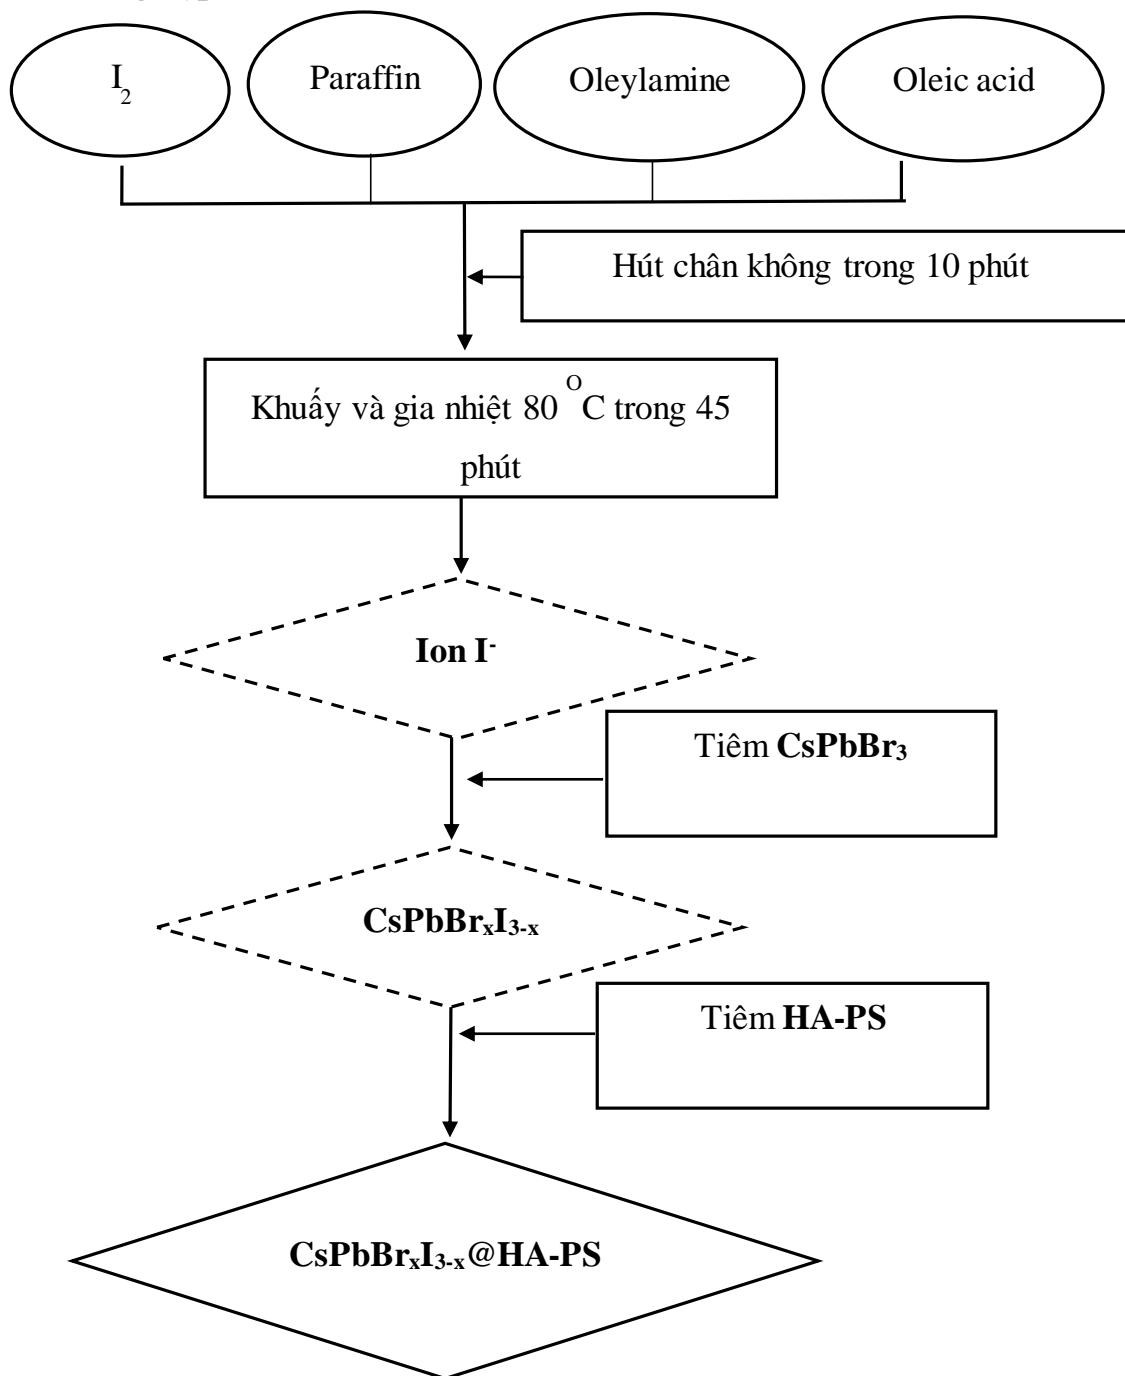 I₂
Paraffin
Oleylamine
Oleic acid
Hút chân không trong 10 phút
Khuấy và gia nhiệt 80 ᴼC trong 45
phút
Ion I⁻
Tiêm CsPbBr₃
CsPbBrₓI₃₋ₓ
Tiêm HA-PS
CsPbBrₓI₃₋ₓ@HA-PS